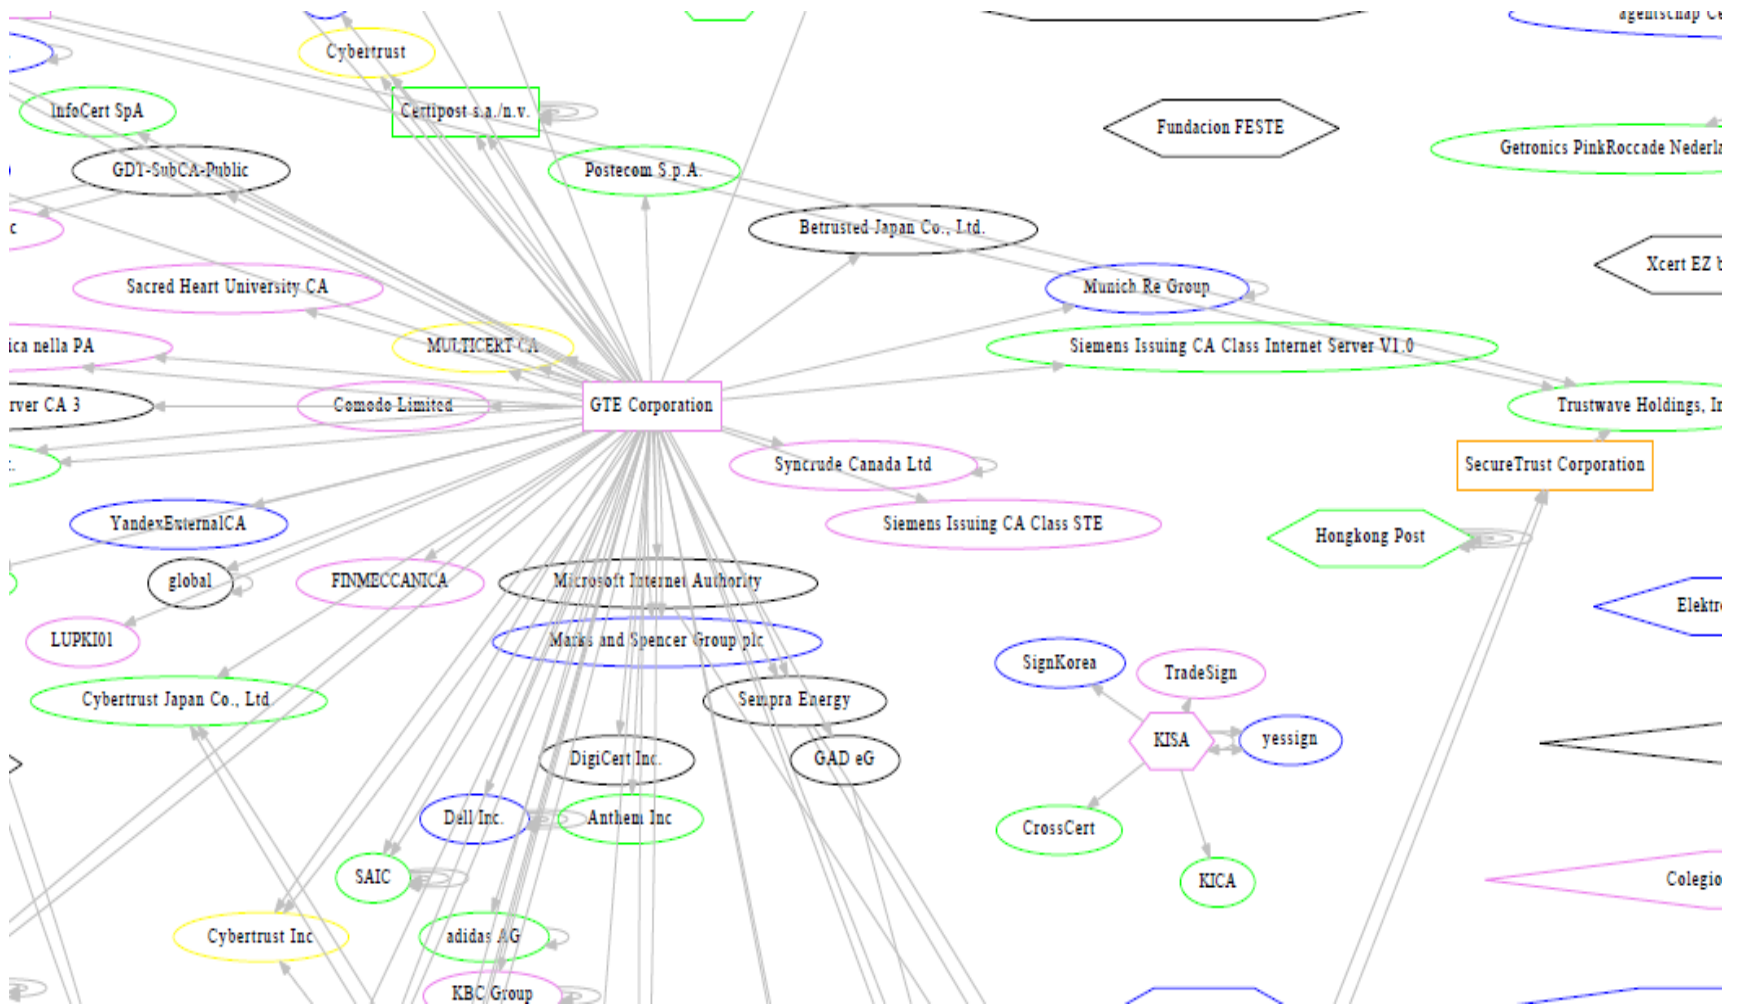 agentschap Ce
Cybertrust
InfoCert SpA
Certipost s.a./n.v.
Fundacion FESTE
Getronics PinkRoccade Nederla
GDT-SubCA-Public
Postecom S.p.A.
c
Betrusted Japan Co., Ltd.
Xcert EZ b
Sacred Heart University CA
Munich Re Group
ica nella PA
MULTICERT-CA
Siemens Issuing CA Class Internet Server V1.0
rver CA 3
Comodo Limited
GTE Corporation
Trustwave Holdings, In
Syncrude Canada Ltd
SecureTrust Corporation
YandexExternalCA
Siemens Issuing CA Class STE
Hongkong Post
global
FINMECCANICA
Microsoft Internet Authority
Elektro
LUPKI01
Marks and Spencer Group plc
SignKorea
TradeSign
Cybertrust Japan Co., Ltd.
Sempra Energy
KISA
yessign
DigiCert Inc.
GAD eG
Dell Inc.
Anthem Inc
CrossCert
SAIC
KICA
Colegio
Cybertrust Inc
adidas AG
KBC Group